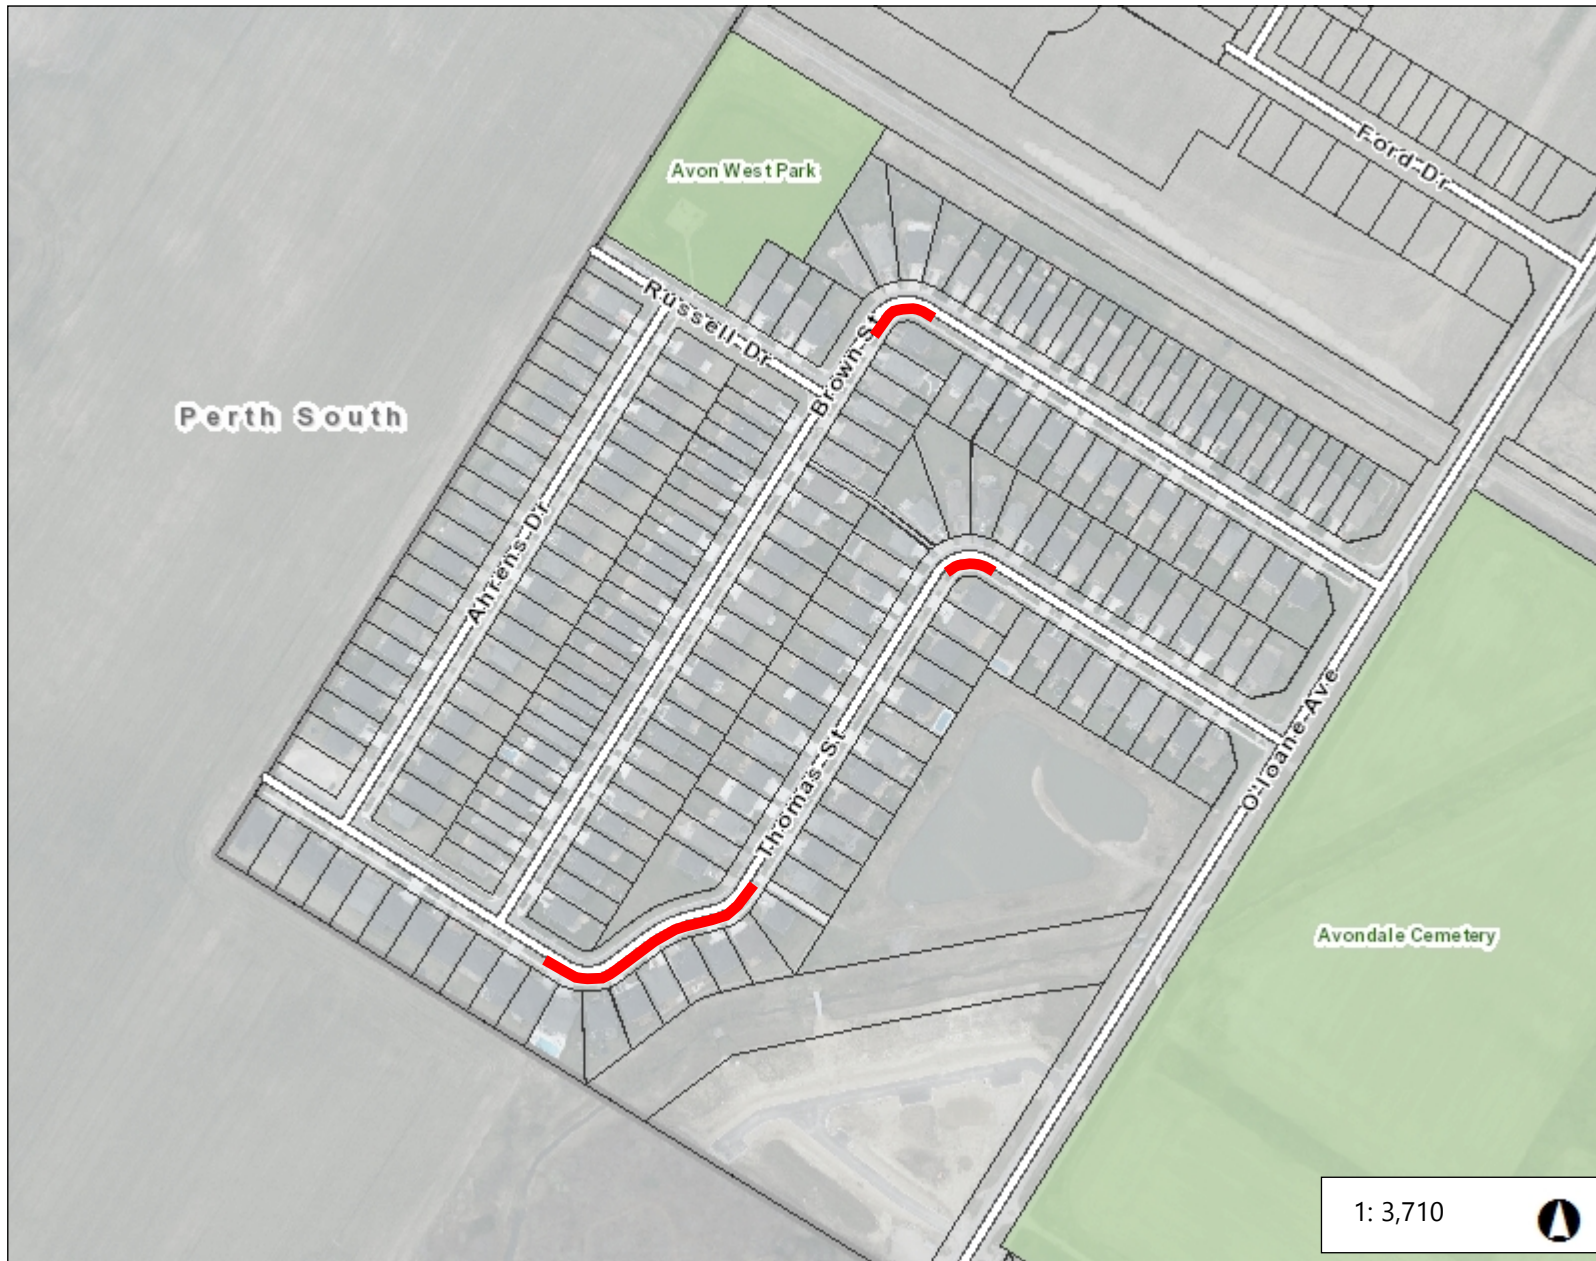 Ford-Dr
Avon West Park
Russell-Dr
Brown-St
Perth South
Ahrens-Dr
Thomas-St
O'loane-Ave
Avondale Cemetery
1: 3,710